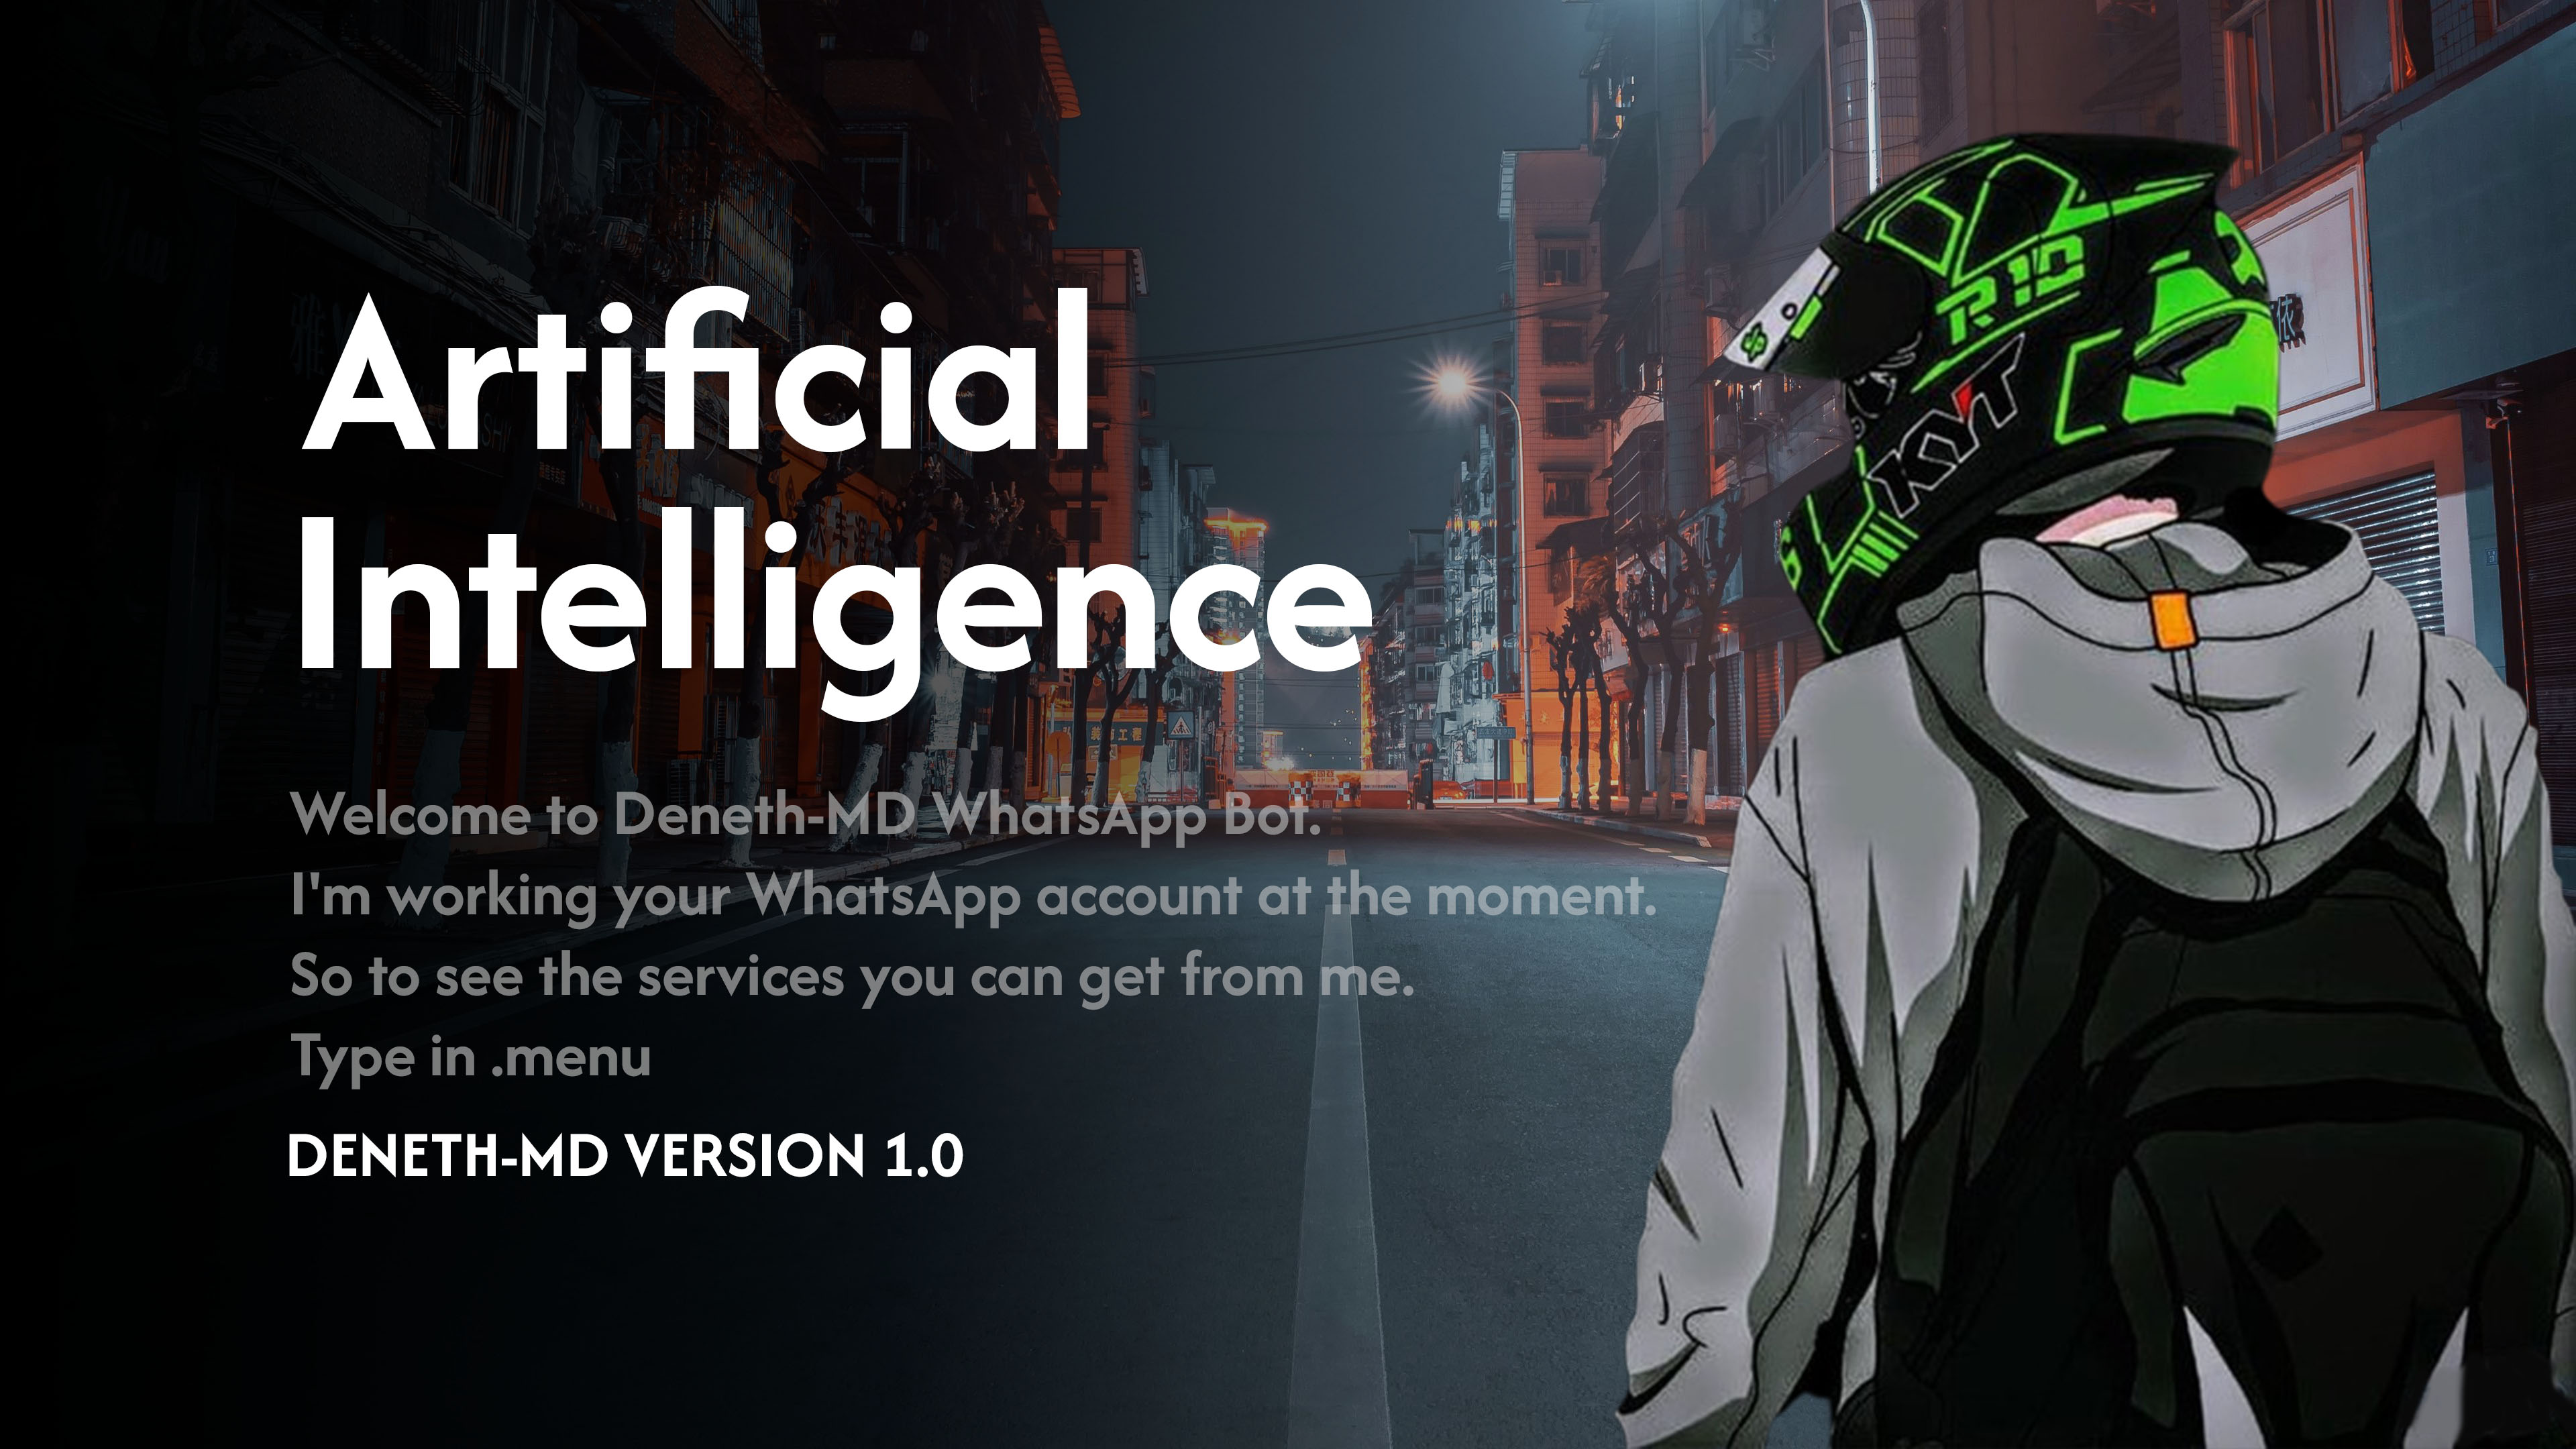 Artificial
Intelligence
Welcome to Deneth-MD WhatsApp Bot.
I'm working your WhatsApp account at the moment.
So to see the services you can get from me.
Type in .menu
DENETH-MD VERSION 1.0
R10
KYT